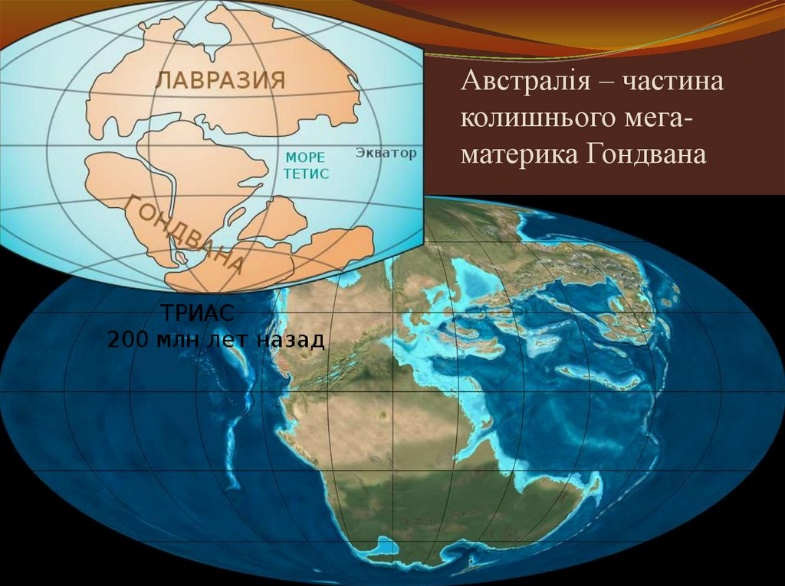 Австралія – частина
колишнього мега-
материка Гондвана
ЛАВРАЗИЯ
Экватор
МОРЕ
ТЕТИС
ГОНДВАНА
ТРИАС
200 млн лет назад